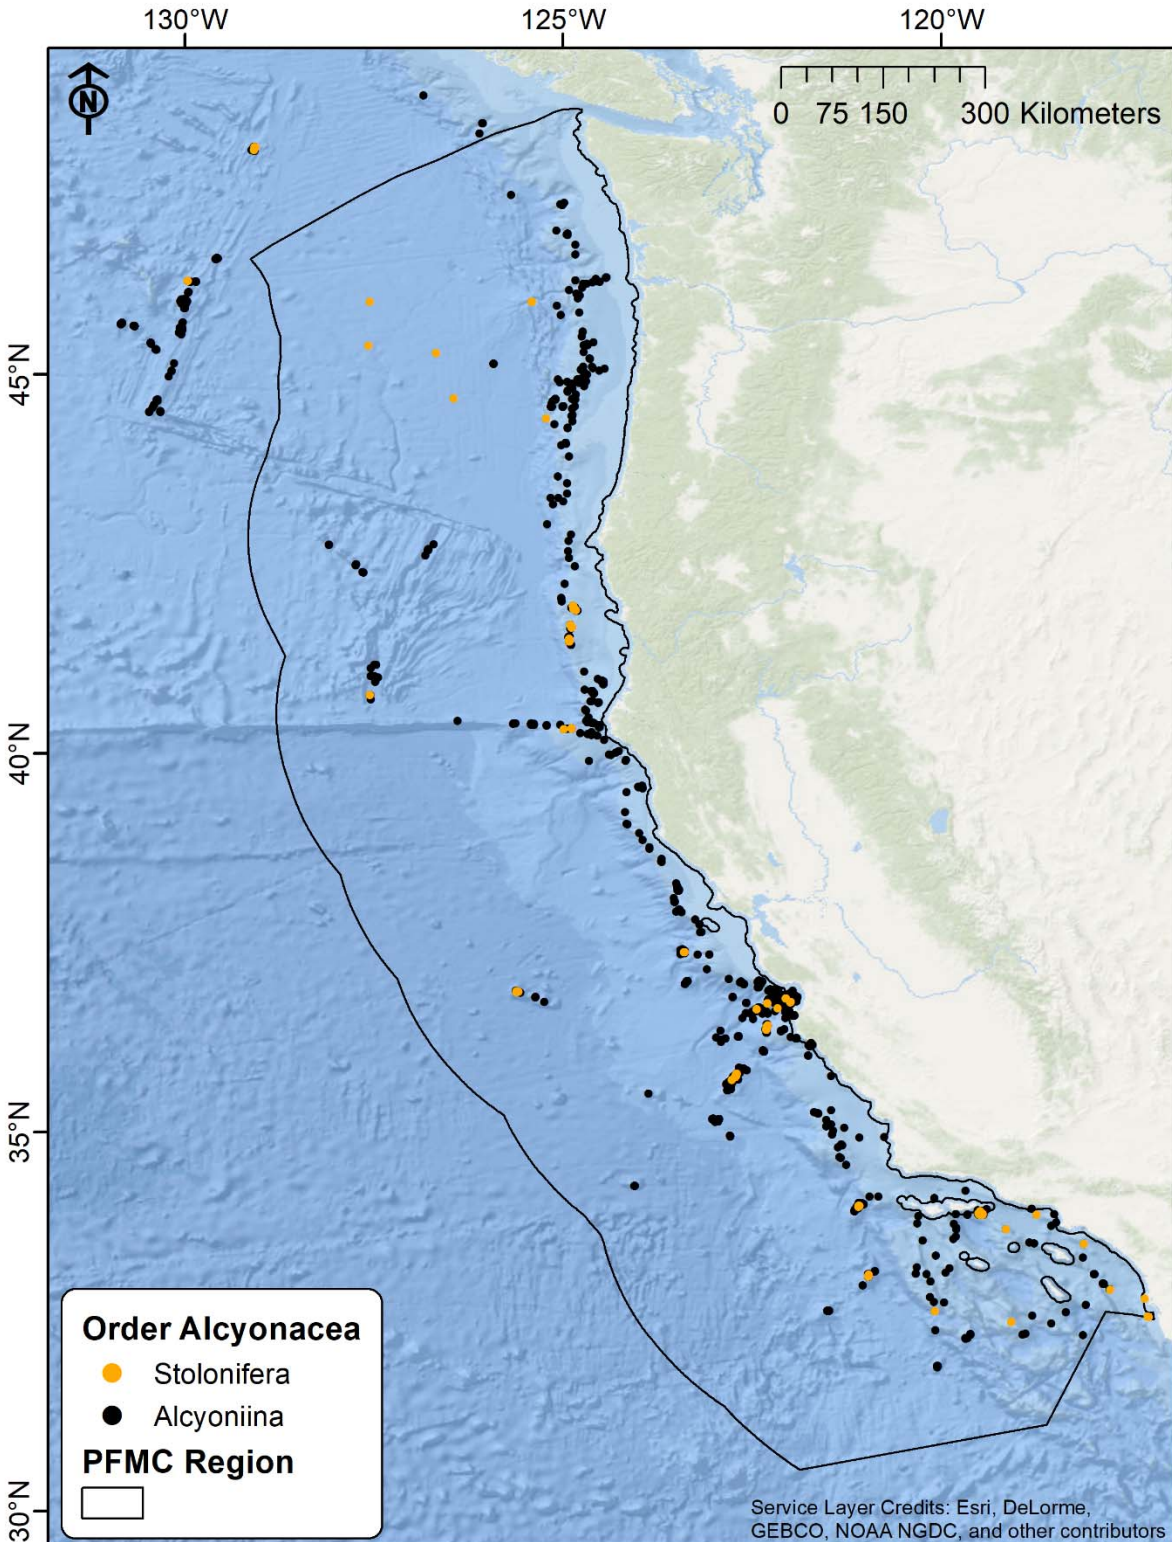 130°W 125°W 120°W
N
0 75 150 300 Kilometers
45°N
40°N
35°N
30°N
Order Alcyonacea
Stolonifera
Alcyoniina
PFMC Region
Service Layer Credits: Esri, DeLorme,
GEBCO, NOAA NGDC, and other contributors